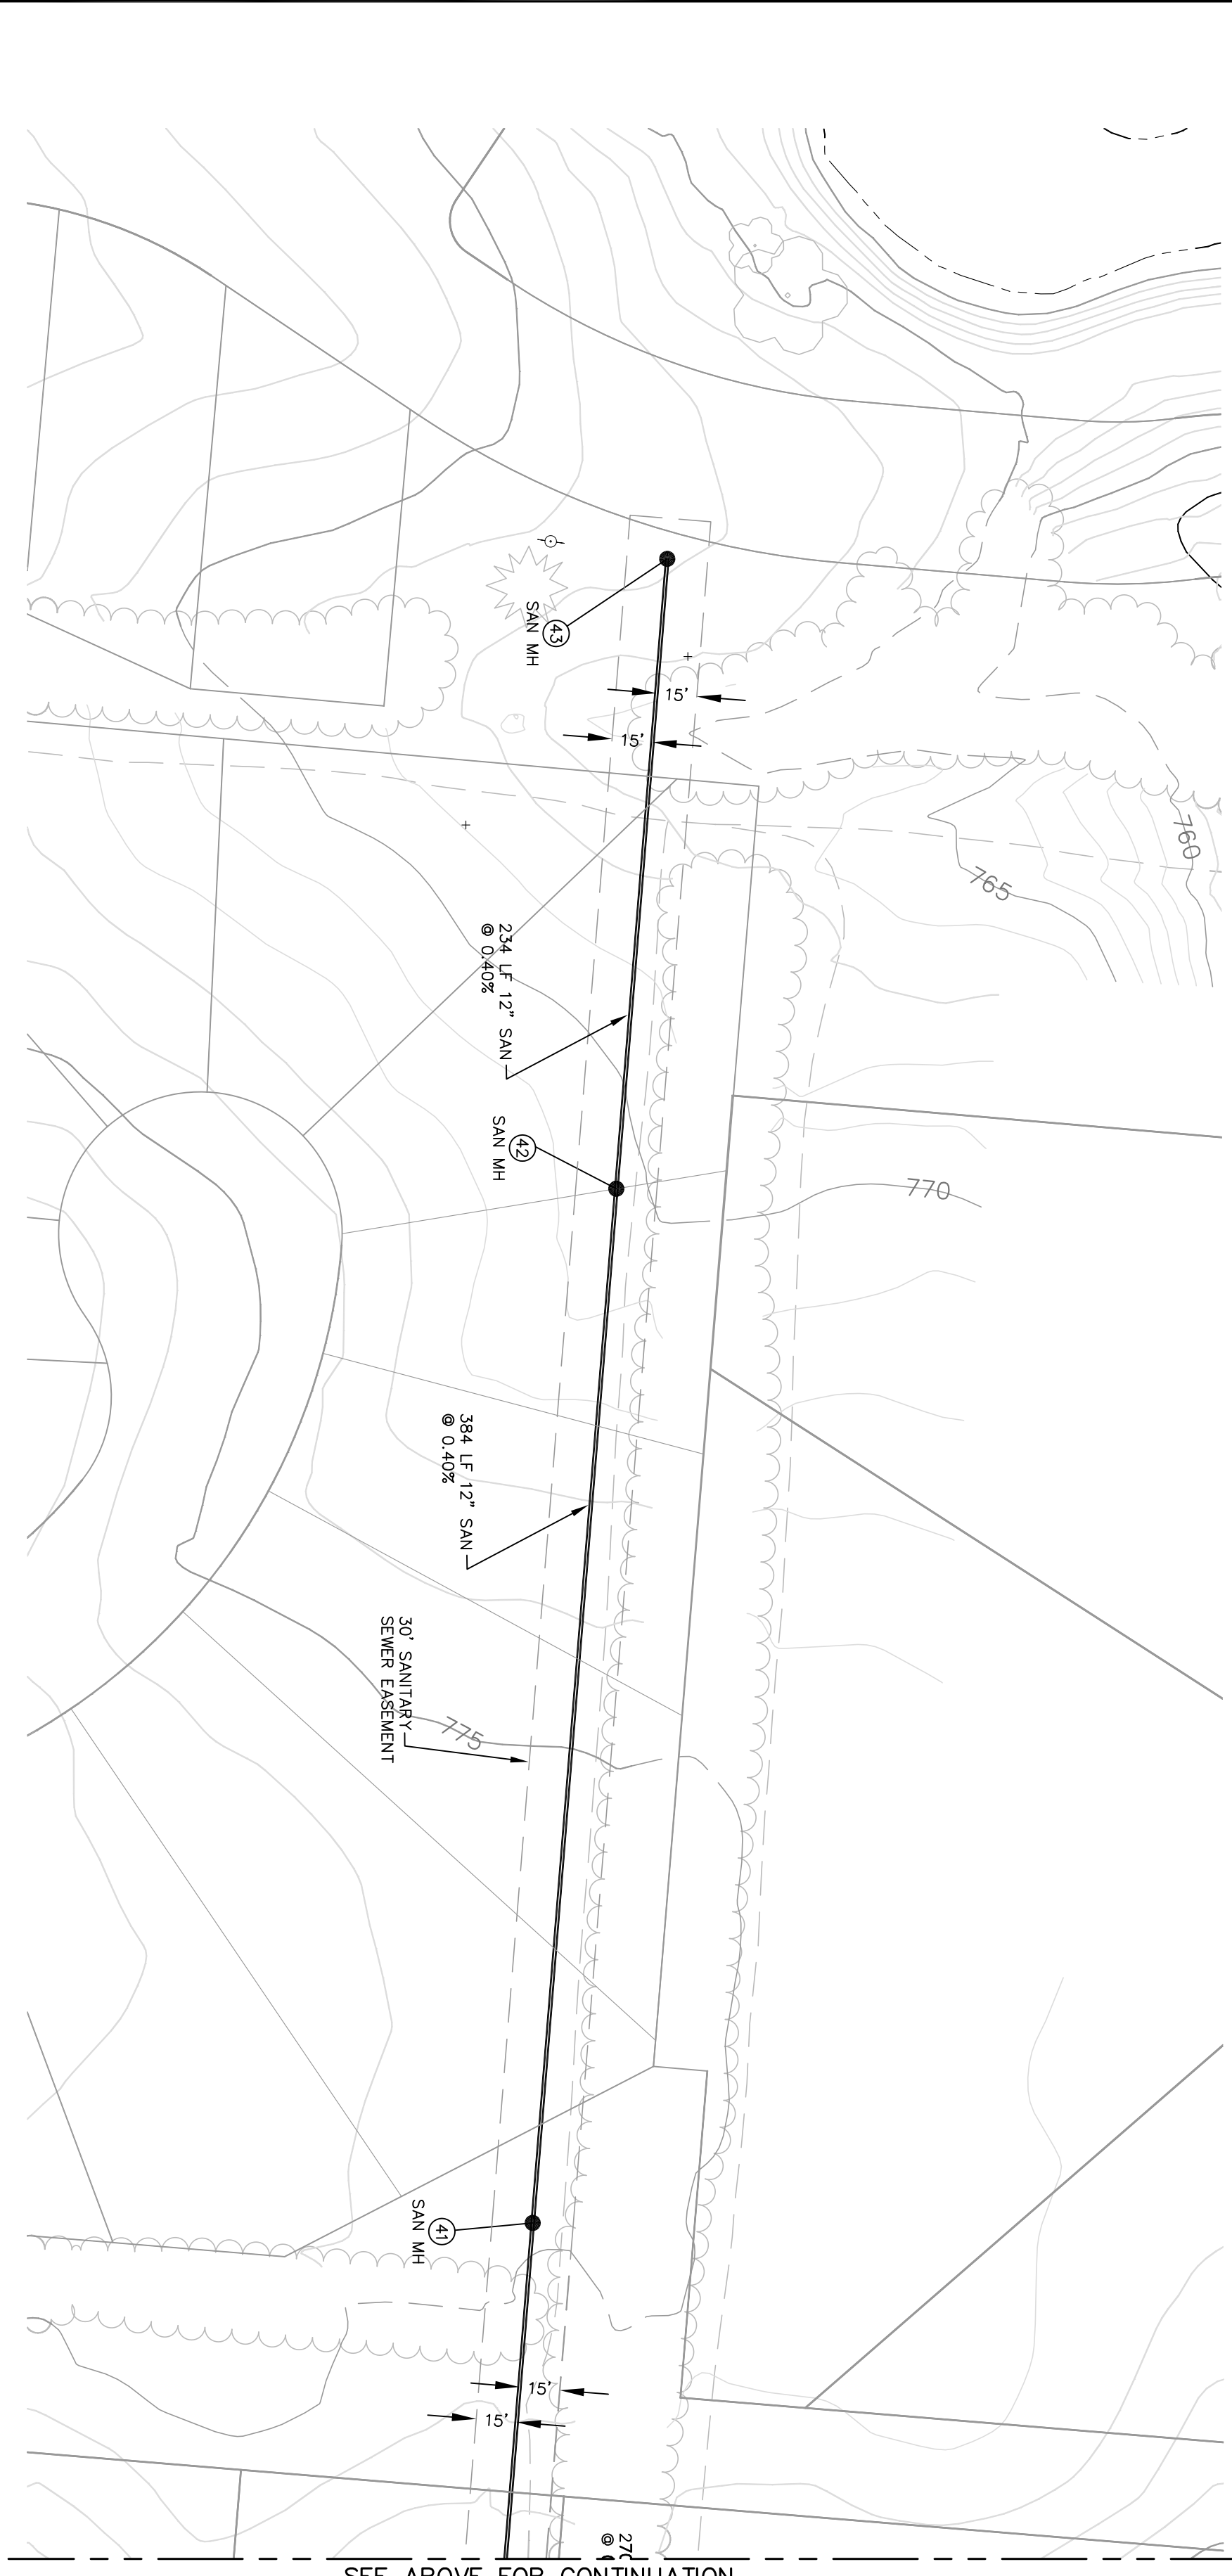 43
SAN MH
15'
15'
760
765
234 LF 12" SAN
@ 0.40%
42
SAN MH
770
384 LF 12" SAN
@ 0.40%
30' SANITARY
SEWER EASEMENT
775
41
SAN MH
15'
15'
270
@
SEE ABOVE FOR CONTINUATION